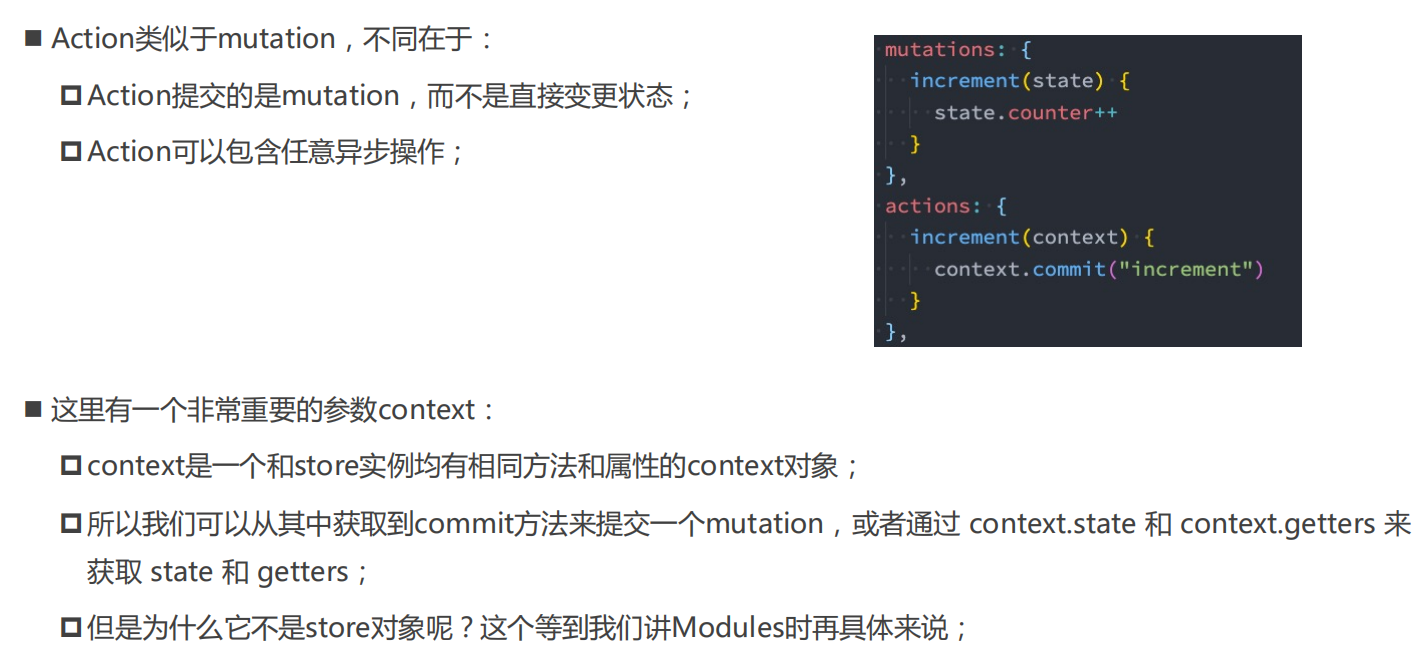 ■ Action类似于mutation，不同在于：
Action提交的是mutation，而不是直接变更状态；
Action可以包含任意异步操作；
mutations: {
increment(state) {
state.counter++
}
},
actions: {
increment(context) {
context.commit("increment")
}
},
■ 这里有一个非常重要的参数context：
context是一个和store实例均有相同方法和属性的context对象；
所以我们可以从其中获取到commit方法来提交一个mutation，或者通过 context.state 和 context.getters 来
获取 state 和 getters；
但是为什么它不是store对象呢？这个等到我们讲Modules时再具体来说；